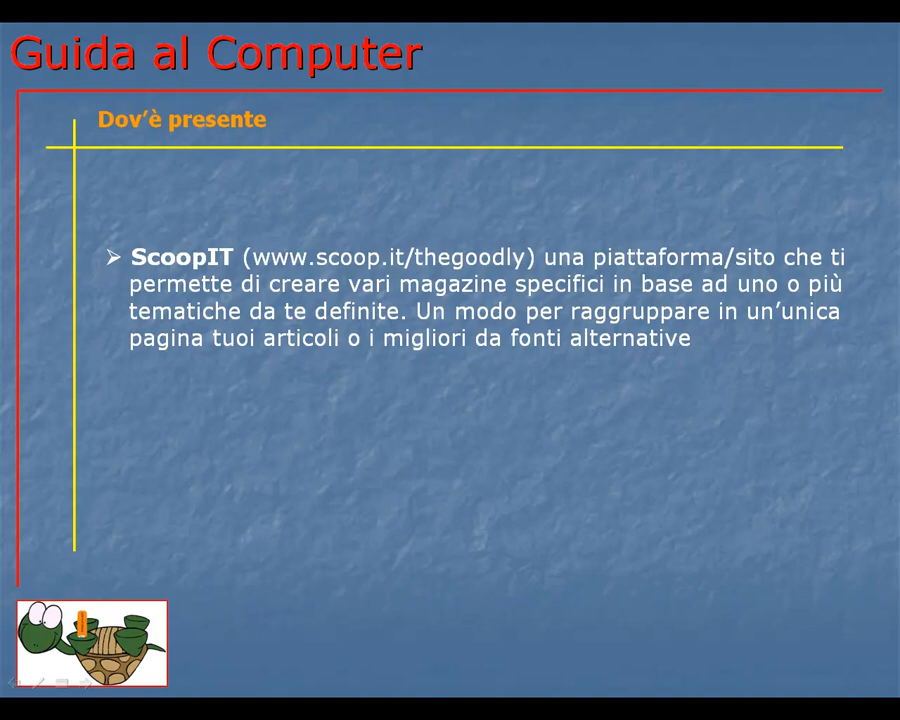 Guida al Computer
Dov’è presente
➢ ScoopIT (www.scoop.it/thegoodly) una piattaforma/sito che ti
permette di creare vari magazine specifici in base ad uno o più
tematiche da te definite. Un modo per raggruppare in un’unica
pagina tuoi articoli o i migliori da fonti alternative